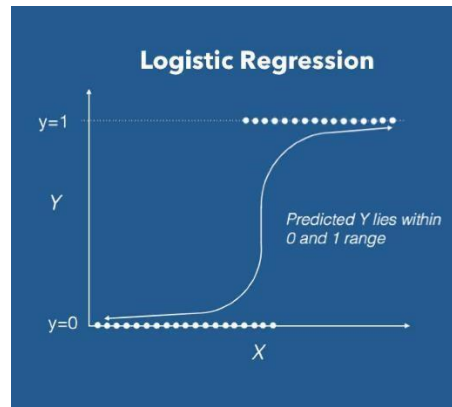 Logistic Regression
y=1
Y
Predicted Y lies within
0 and 1 range
y=0
X